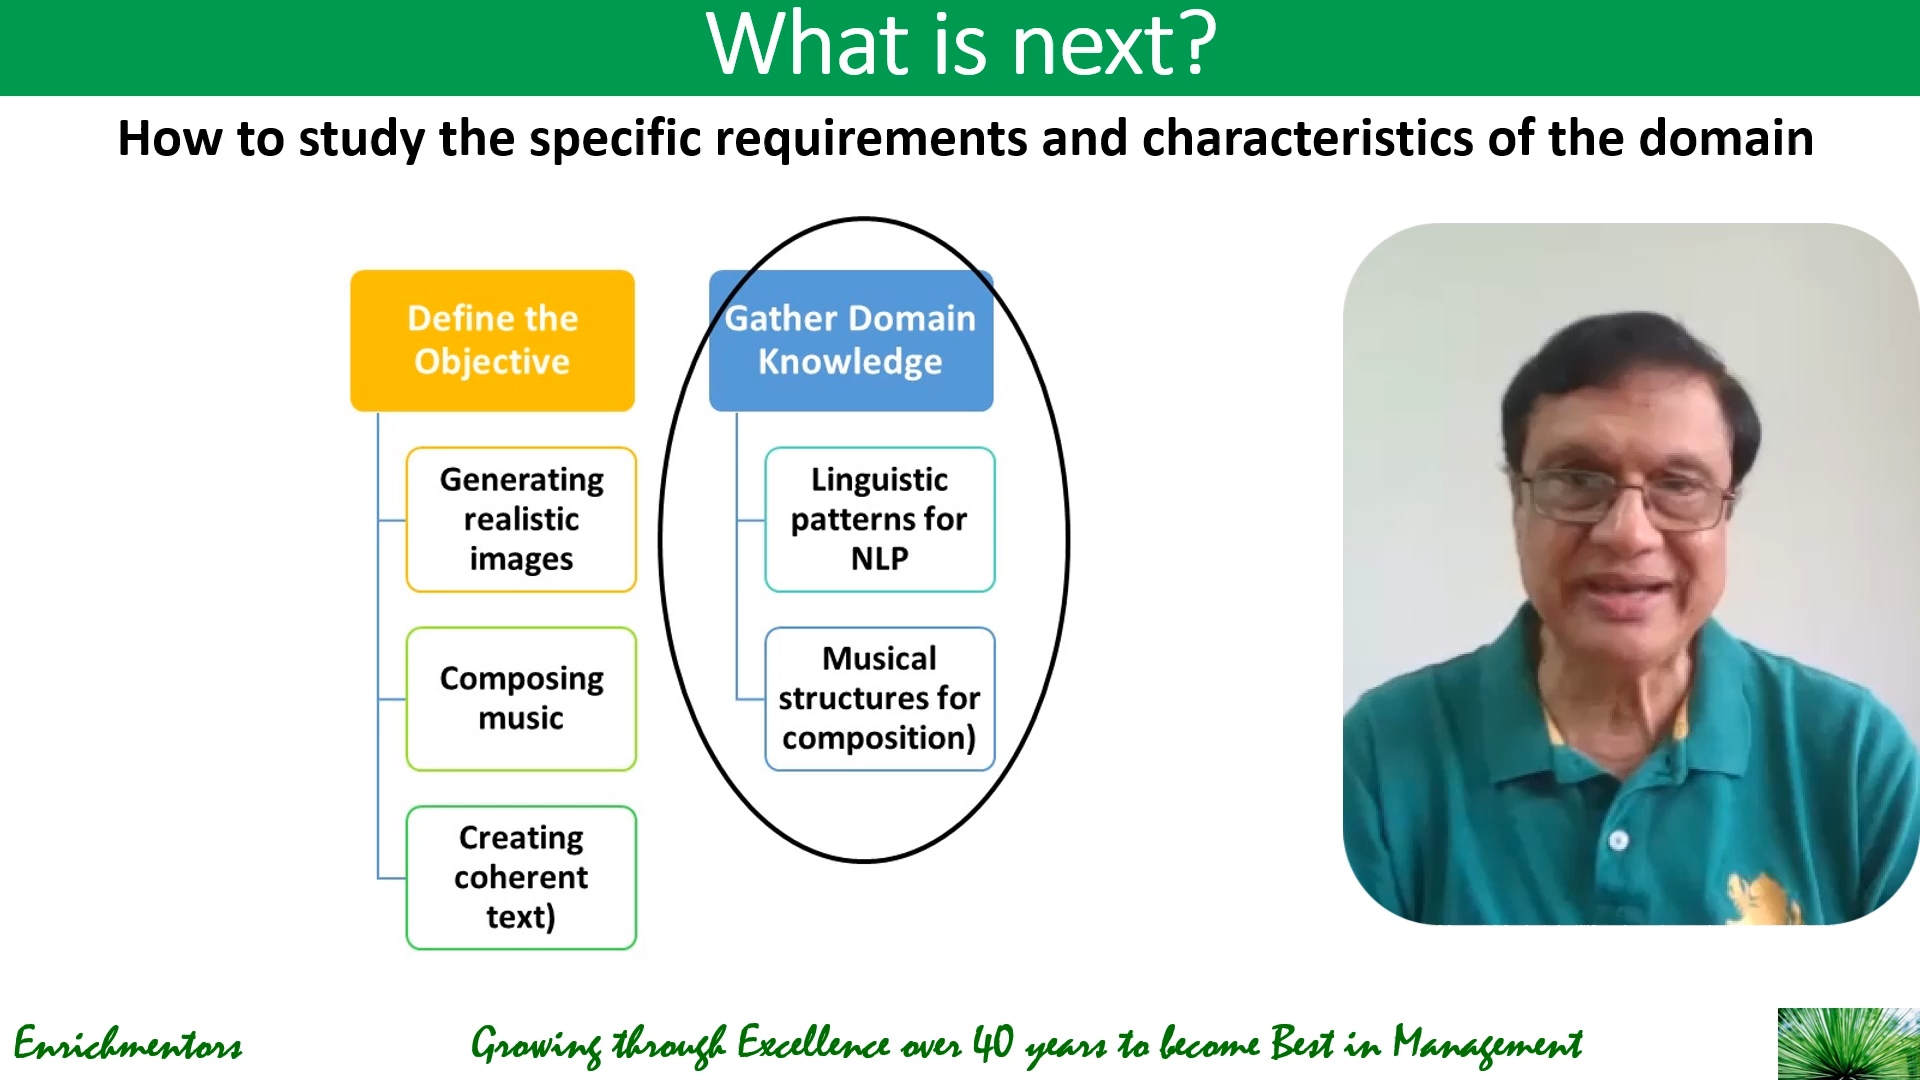 What is next?
How to study the specific requirements and characteristics of the domain
Define the
Objective
Generating
realistic
images
Composing
music
Creating
coherent
text)
Gather Domain
Knowledge
Linguistic
patterns for
NLP
Musical
structures for
composition)
Enrichmentors
Growing through Excellence over 40 years to become Best in Management